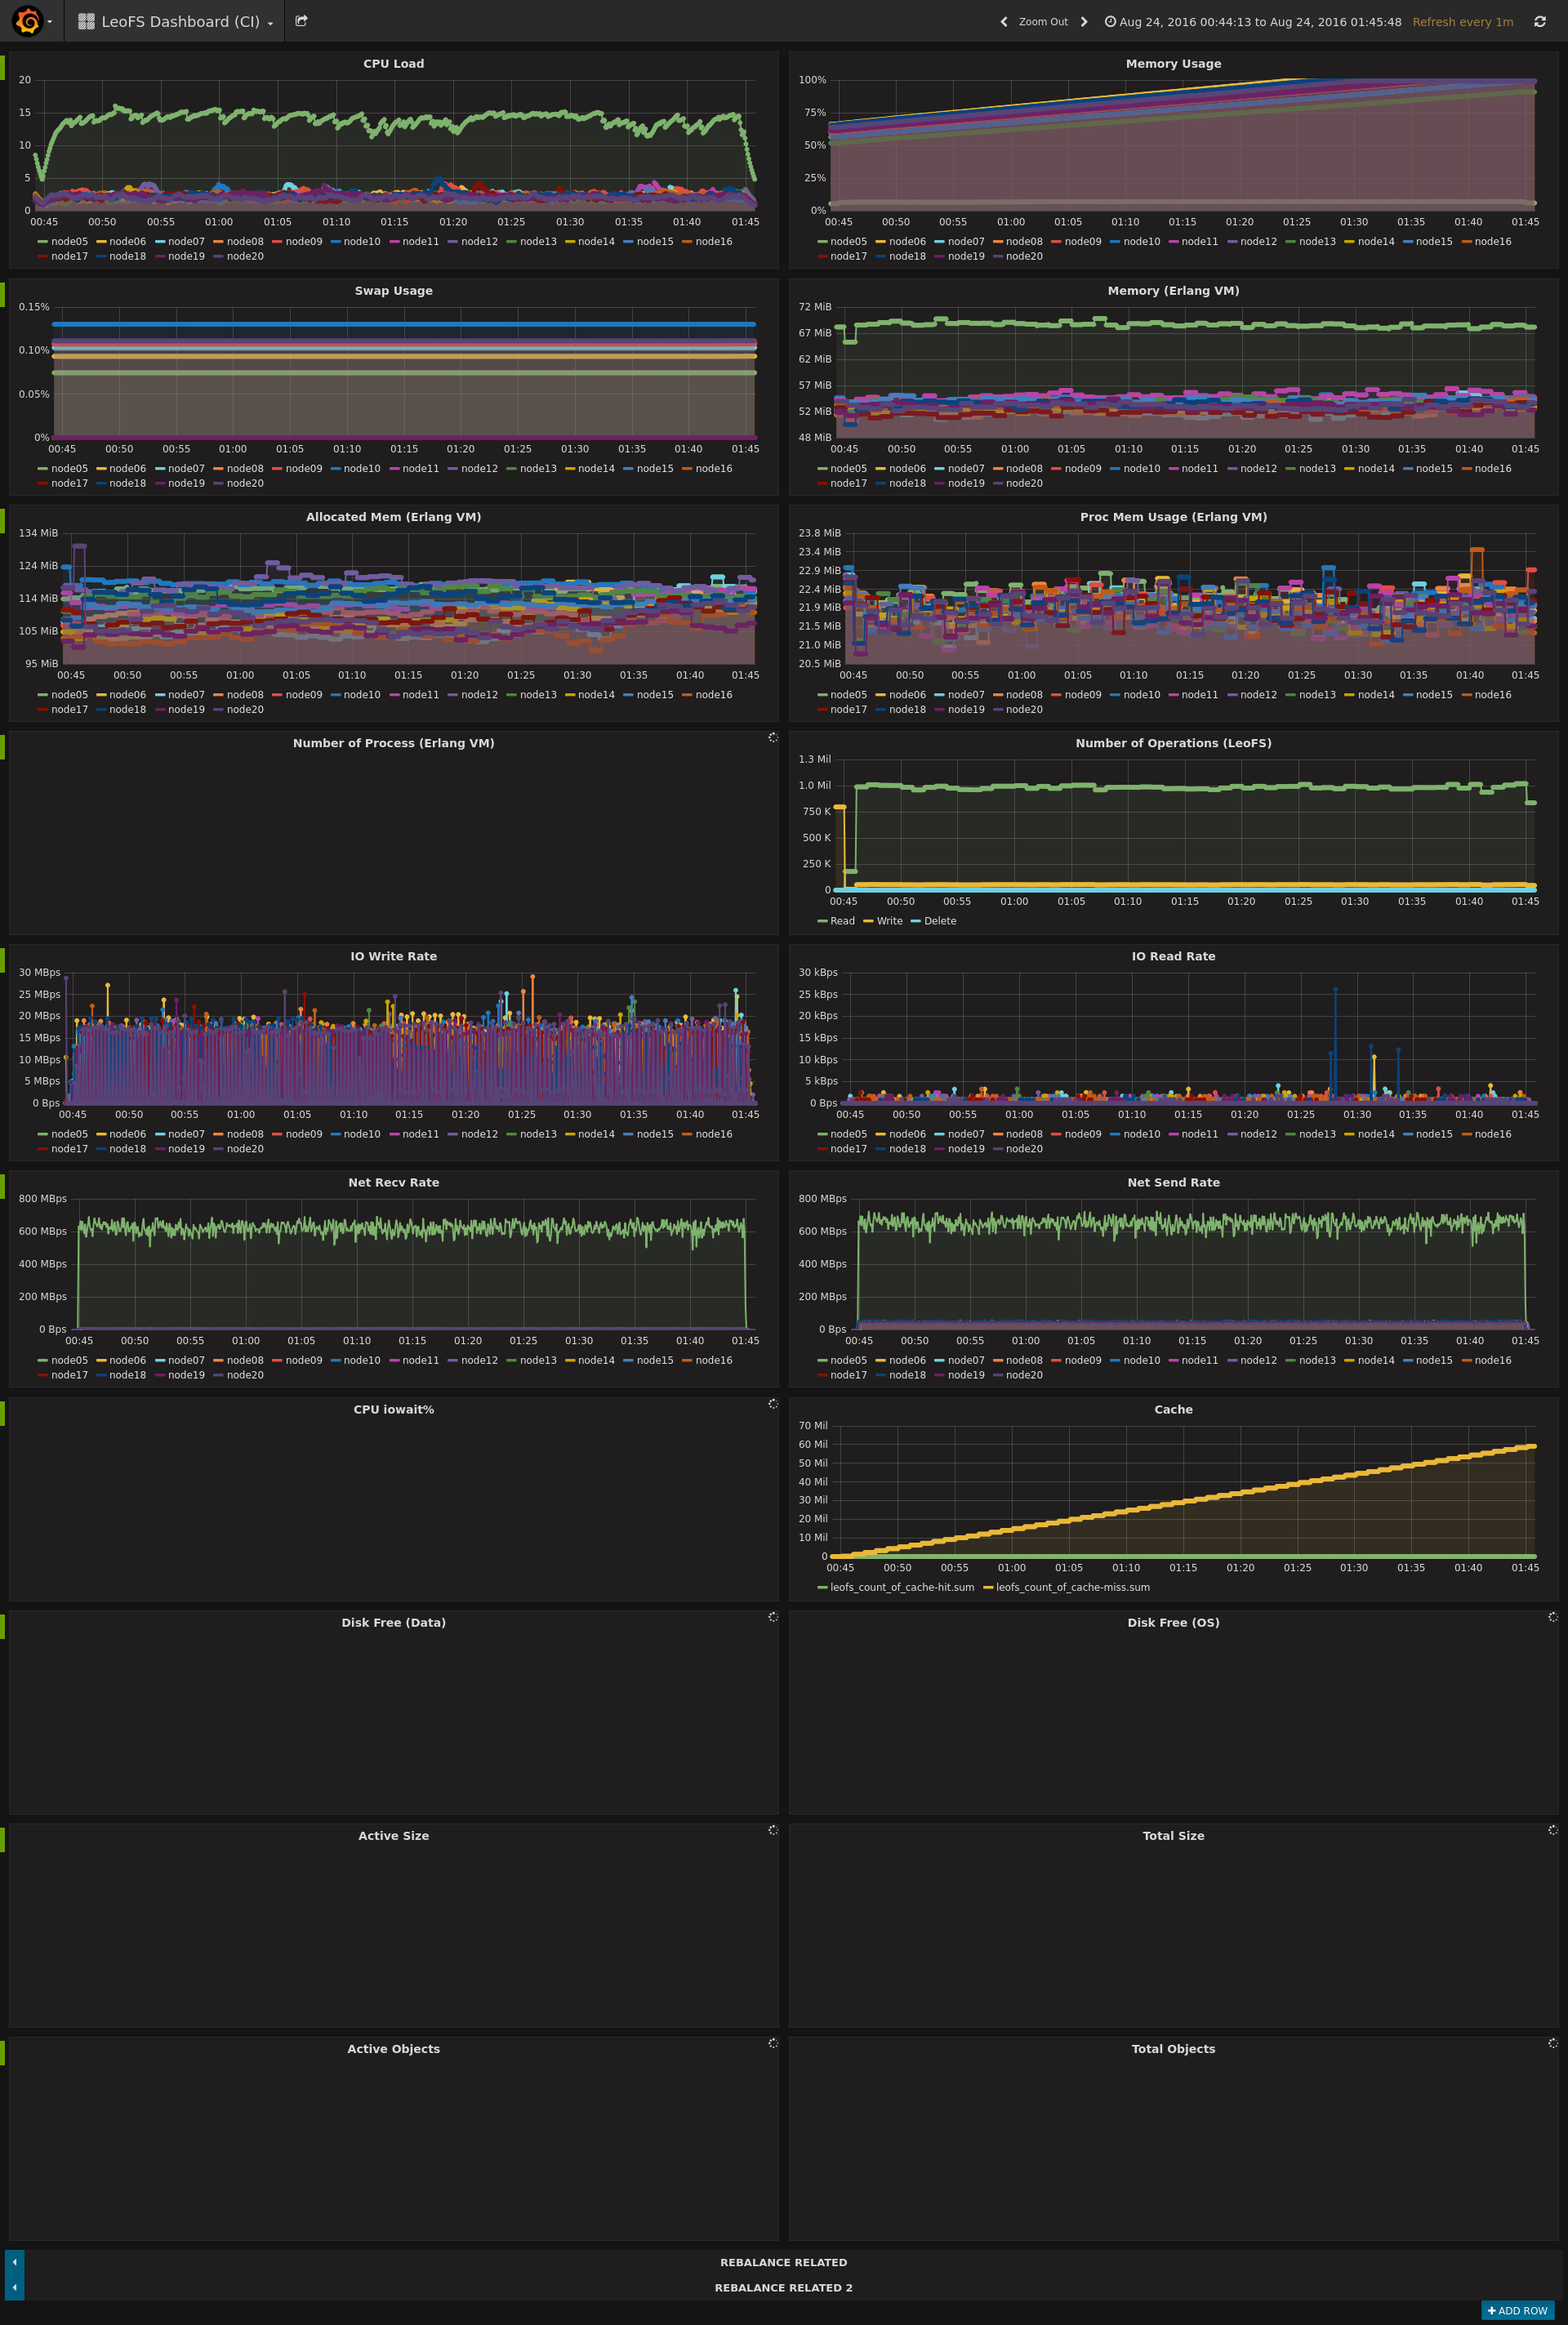 LeoFS Dashboard (CI)
Zoom Out
Aug 24, 2016 00:44:13 to Aug 24, 2016 01:45:48
Refresh every 1m
CPU Load
20
15
10
5
0
00:45 00:50 00:55 01:00 01:05 01:10 01:15 01:20 01:25 01:30 01:35 01:40 01:45
node05 node06 node07 node08 node09 node10 node11 node12 node13 node14 node15 node16
node17 node18 node19 node20
Memory Usage
100%
75%
50%
25%
0%
00:45 00:50 00:55 01:00 01:05 01:10 01:15 01:20 01:25 01:30 01:35 01:40 01:45
node05 node06 node07 node08 node09 node10 node11 node12 node13 node14 node15 node16
node17 node18 node19 node20
Swap Usage
0.15%
0.10%
0.05%
0%
00:45 00:50 00:55 01:00 01:05 01:10 01:15 01:20 01:25 01:30 01:35 01:40 01:45
node05 node06 node07 node08 node09 node10 node11 node12 node13 node14 node15 node16
node17 node18 node19 node20
Memory (Erlang VM)
72 MiB
67 MiB
62 MiB
57 MiB
52 MiB
48 MiB
00:45 00:50 00:55 01:00 01:05 01:10 01:15 01:20 01:25 01:30 01:35 01:40 01:45
node05 node06 node07 node08 node09 node10 node11 node12 node13 node14 node15 node16
node17 node18 node19 node20
Allocated Mem (Erlang VM)
134 MiB
124 MiB
114 MiB
105 MiB
95 MiB
00:45 00:50 00:55 01:00 01:05 01:10 01:15 01:20 01:25 01:30 01:35 01:40 01:45
node05 node06 node07 node08 node09 node10 node11 node12 node13 node14 node15 node16
node17 node18 node19 node20
Proc Mem Usage (Erlang VM)
23.8 MiB
23.4 MiB
22.9 MiB
22.4 MiB
21.9 MiB
21.5 MiB
21.0 MiB
20.5 MiB
00:45 00:50 00:55 01:00 01:05 01:10 01:15 01:20 01:25 01:30 01:35 01:40 01:45
node05 node06 node07 node08 node09 node10 node11 node12 node13 node14 node15 node16
node17 node18 node19 node20
Number of Process (Erlang VM)
Number of Operations (LeoFS)
1.3 Mil
1.0 Mil
750 K
500 K
250 K
0
00:45 00:50 00:55 01:00 01:05 01:10 01:15 01:20 01:25 01:30 01:35 01:40 01:45
Read Write Delete
IO Write Rate
30 MBps
25 MBps
20 MBps
15 MBps
10 MBps
5 MBps
0 Bps
00:45 00:50 00:55 01:00 01:05 01:10 01:15 01:20 01:25 01:30 01:35 01:40 01:45
node05 node06 node07 node08 node09 node10 node11 node12 node13 node14 node15 node16
node17 node18 node19 node20
IO Read Rate
30 kBps
25 kBps
20 kBps
15 kBps
10 kBps
5 kBps
0 Bps
00:45 00:50 00:55 01:00 01:05 01:10 01:15 01:20 01:25 01:30 01:35 01:40 01:45
node05 node06 node07 node08 node09 node10 node11 node12 node13 node14 node15 node16
node17 node18 node19 node20
Net Recv Rate
800 MBps
600 MBps
400 MBps
200 MBps
0 Bps
00:45 00:50 00:55 01:00 01:05 01:10 01:15 01:20 01:25 01:30 01:35 01:40 01:45
node05 node06 node07 node08 node09 node10 node11 node12 node13 node14 node15 node16
node17 node18 node19 node20
Net Send Rate
800 MBps
600 MBps
400 MBps
200 MBps
0 Bps
00:45 00:50 00:55 01:00 01:05 01:10 01:15 01:20 01:25 01:30 01:35 01:40 01:45
node05 node06 node07 node08 node09 node10 node11 node12 node13 node14 node15 node16
node17 node18 node19 node20
CPU iowait%
Cache
70 Mil
60 Mil
50 Mil
40 Mil
30 Mil
20 Mil
10 Mil
0
00:45 00:50 00:55 01:00 01:05 01:10 01:15 01:20 01:25 01:30 01:35 01:40 01:45
leofs_count_of_cache-hit.sum leofs_count_of_cache-miss.sum
Disk Free (Data)
Disk Free (OS)
Active Size
Total Size
Active Objects
Total Objects
REBALANCE RELATED
REBALANCE RELATED 2
ADD ROW